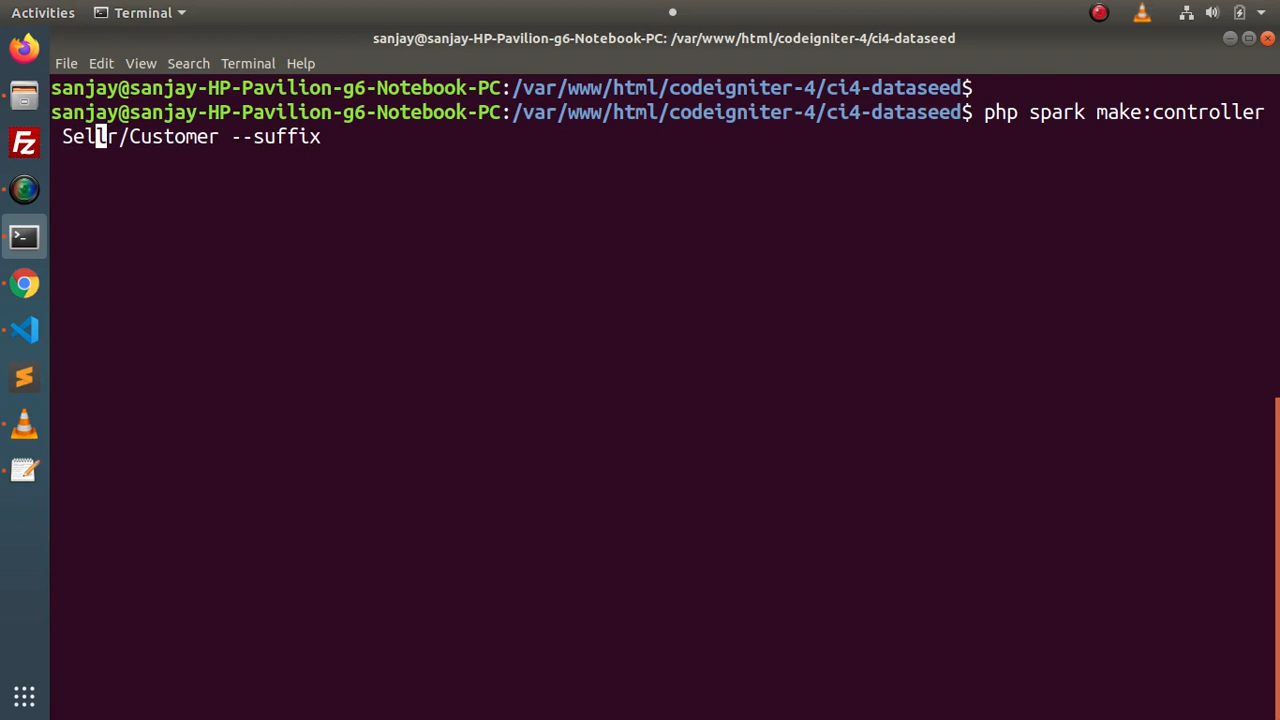 Activities
Terminal
sanjay@sanjay-HP-Pavilion-g6-Notebook-PC: /var/www/html/codeigniter-4/ci4-dataseed
File Edit View Search Terminal Help
sanjay@sanjay-HP-Pavilion-g6-Notebook-PC:/var/www/html/codeigniter-4/ci4-dataseed$
sanjay@sanjay-HP-Pavilion-g6-Notebook-PC:/var/www/html/codeigniter-4/ci4-dataseed$ php spark make:controller
Sellr/Customer --suffix